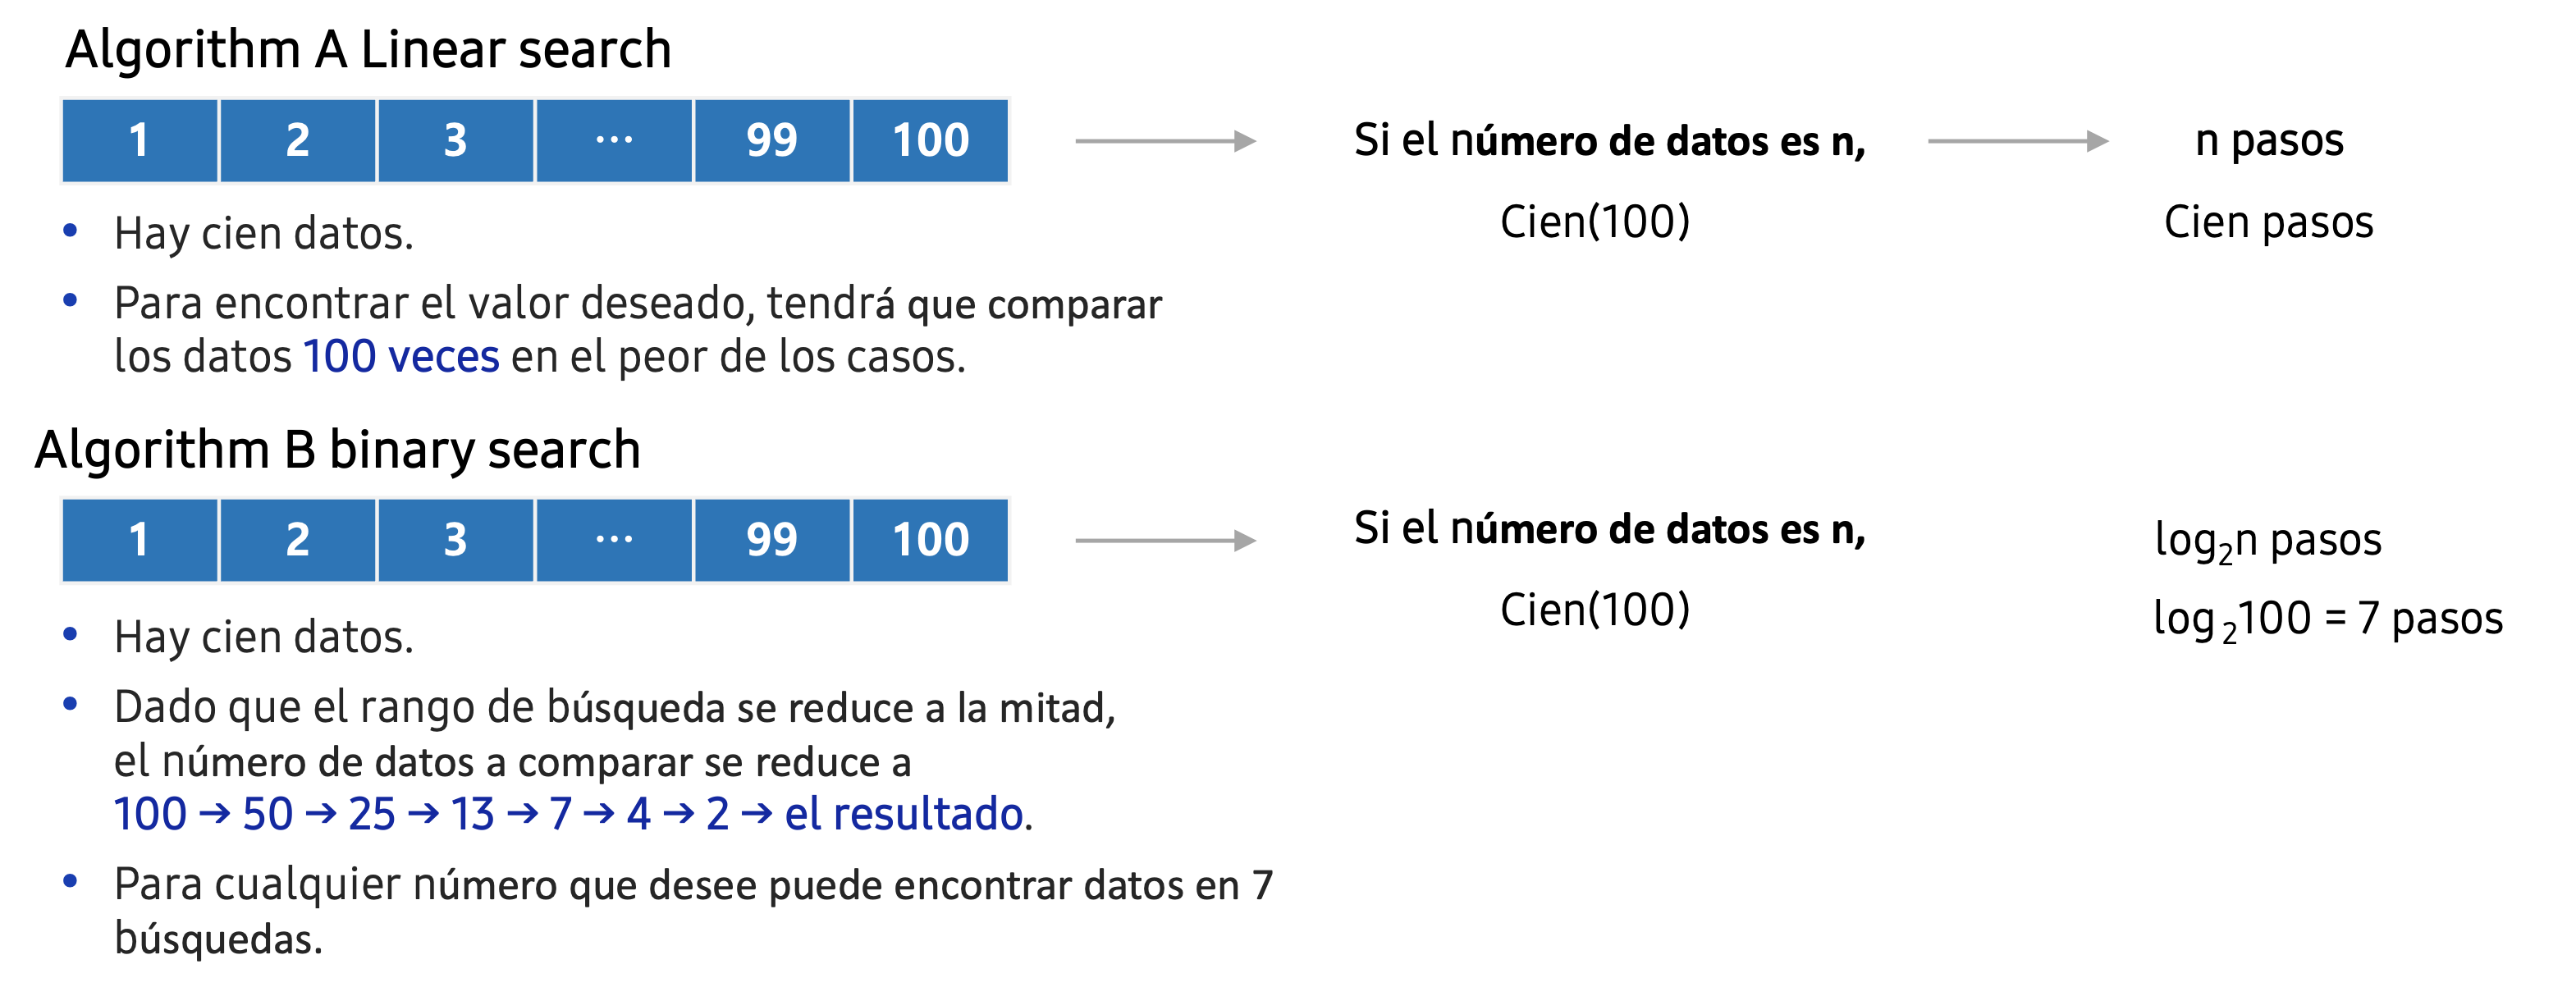 Algorithm A Linear search
1 2 3 ··· 99 100
Si el número de datos es n,
n pasos
Cien(100)
Cien pasos
• Hay cien datos.
• Para encontrar el valor deseado, tendrá que comparar
los datos 100 veces en el peor de los casos.
Algorithm B binary search
1 2 3 ··· 99 100
Si el número de datos es n,
log₂n pasos
Cien(100)
log ₂100 = 7 pasos
• Hay cien datos.
• Dado que el rango de búsqueda se reduce a la mitad,
el número de datos a comparar se reduce a
100 → 50 → 25 → 13 → 7 → 4 → 2 → el resultado.
• Para cualquier número que desee puede encontrar datos en 7
búsquedas.